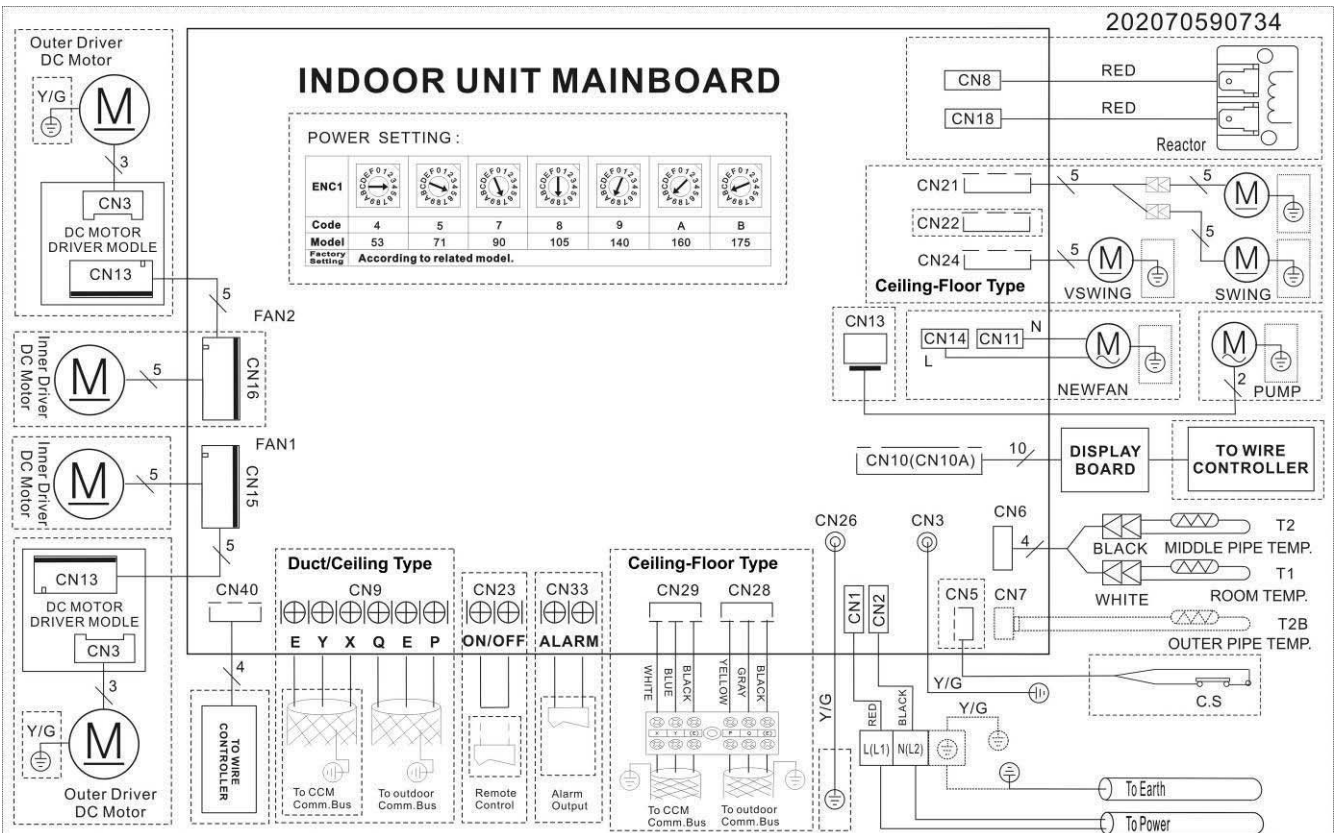 202070590734
INDOOR UNIT MAINBOARD
POWER SETTING :
ENC1
Code 4 5 7 8 9 A B
Model 53 71 90 105 140 160 175
Factory Setting According to related model.
Outer Driver
DC Motor
Y/G
M
3
CN3
DC MOTOR
DRIVER MODLE
CN13
5
FAN2
Inner Driver
DC Motor
M
5
CN16
FAN1
Inner Driver
DC Motor
M
5
CN15
5
CN13
DC MOTOR
DRIVER MODLE
CN3
3
Y/G
M
Outer Driver
DC Motor
CN40
4
TO WIRE
CONTROLLER
Duct/Ceiling Type
CN9
E Y X Q E P
To CCM
Comm.Bus
To outdoor
Comm.Bus
CN23
ON/OFF
Remote
Control
CN33
ALARM
Alarm
Output
Ceiling-Floor Type
CN29 CN28
WHITE BLUE BLACK YELLOW GRAY BLACK
X Y (E) P Q (E)
To CCM
Comm.Bus
To outdoor
Comm.Bus
CN26
Y/G
CN3
Y/G
CN1 CN2
RED BLACK
L(L1) N(L2)
Y/G
To Earth
To Power
CN8 RED
CN18 RED
Reactor
CN21 5 5 M
CN22
5
CN24 5 M M
Ceiling-Floor Type
VSWING SWING
CN13
CN14 CN11 N
L
M
NEWFAN
M
2
PUMP
CN10(CN10A) 10
DISPLAY
BOARD
TO WIRE
CONTROLLER
CN6
4
BLACK
T2
MIDDLE PIPE TEMP.
WHITE
T1
ROOM TEMP.
CN5 CN7
T2B
OUTER PIPE TEMP.
C.S